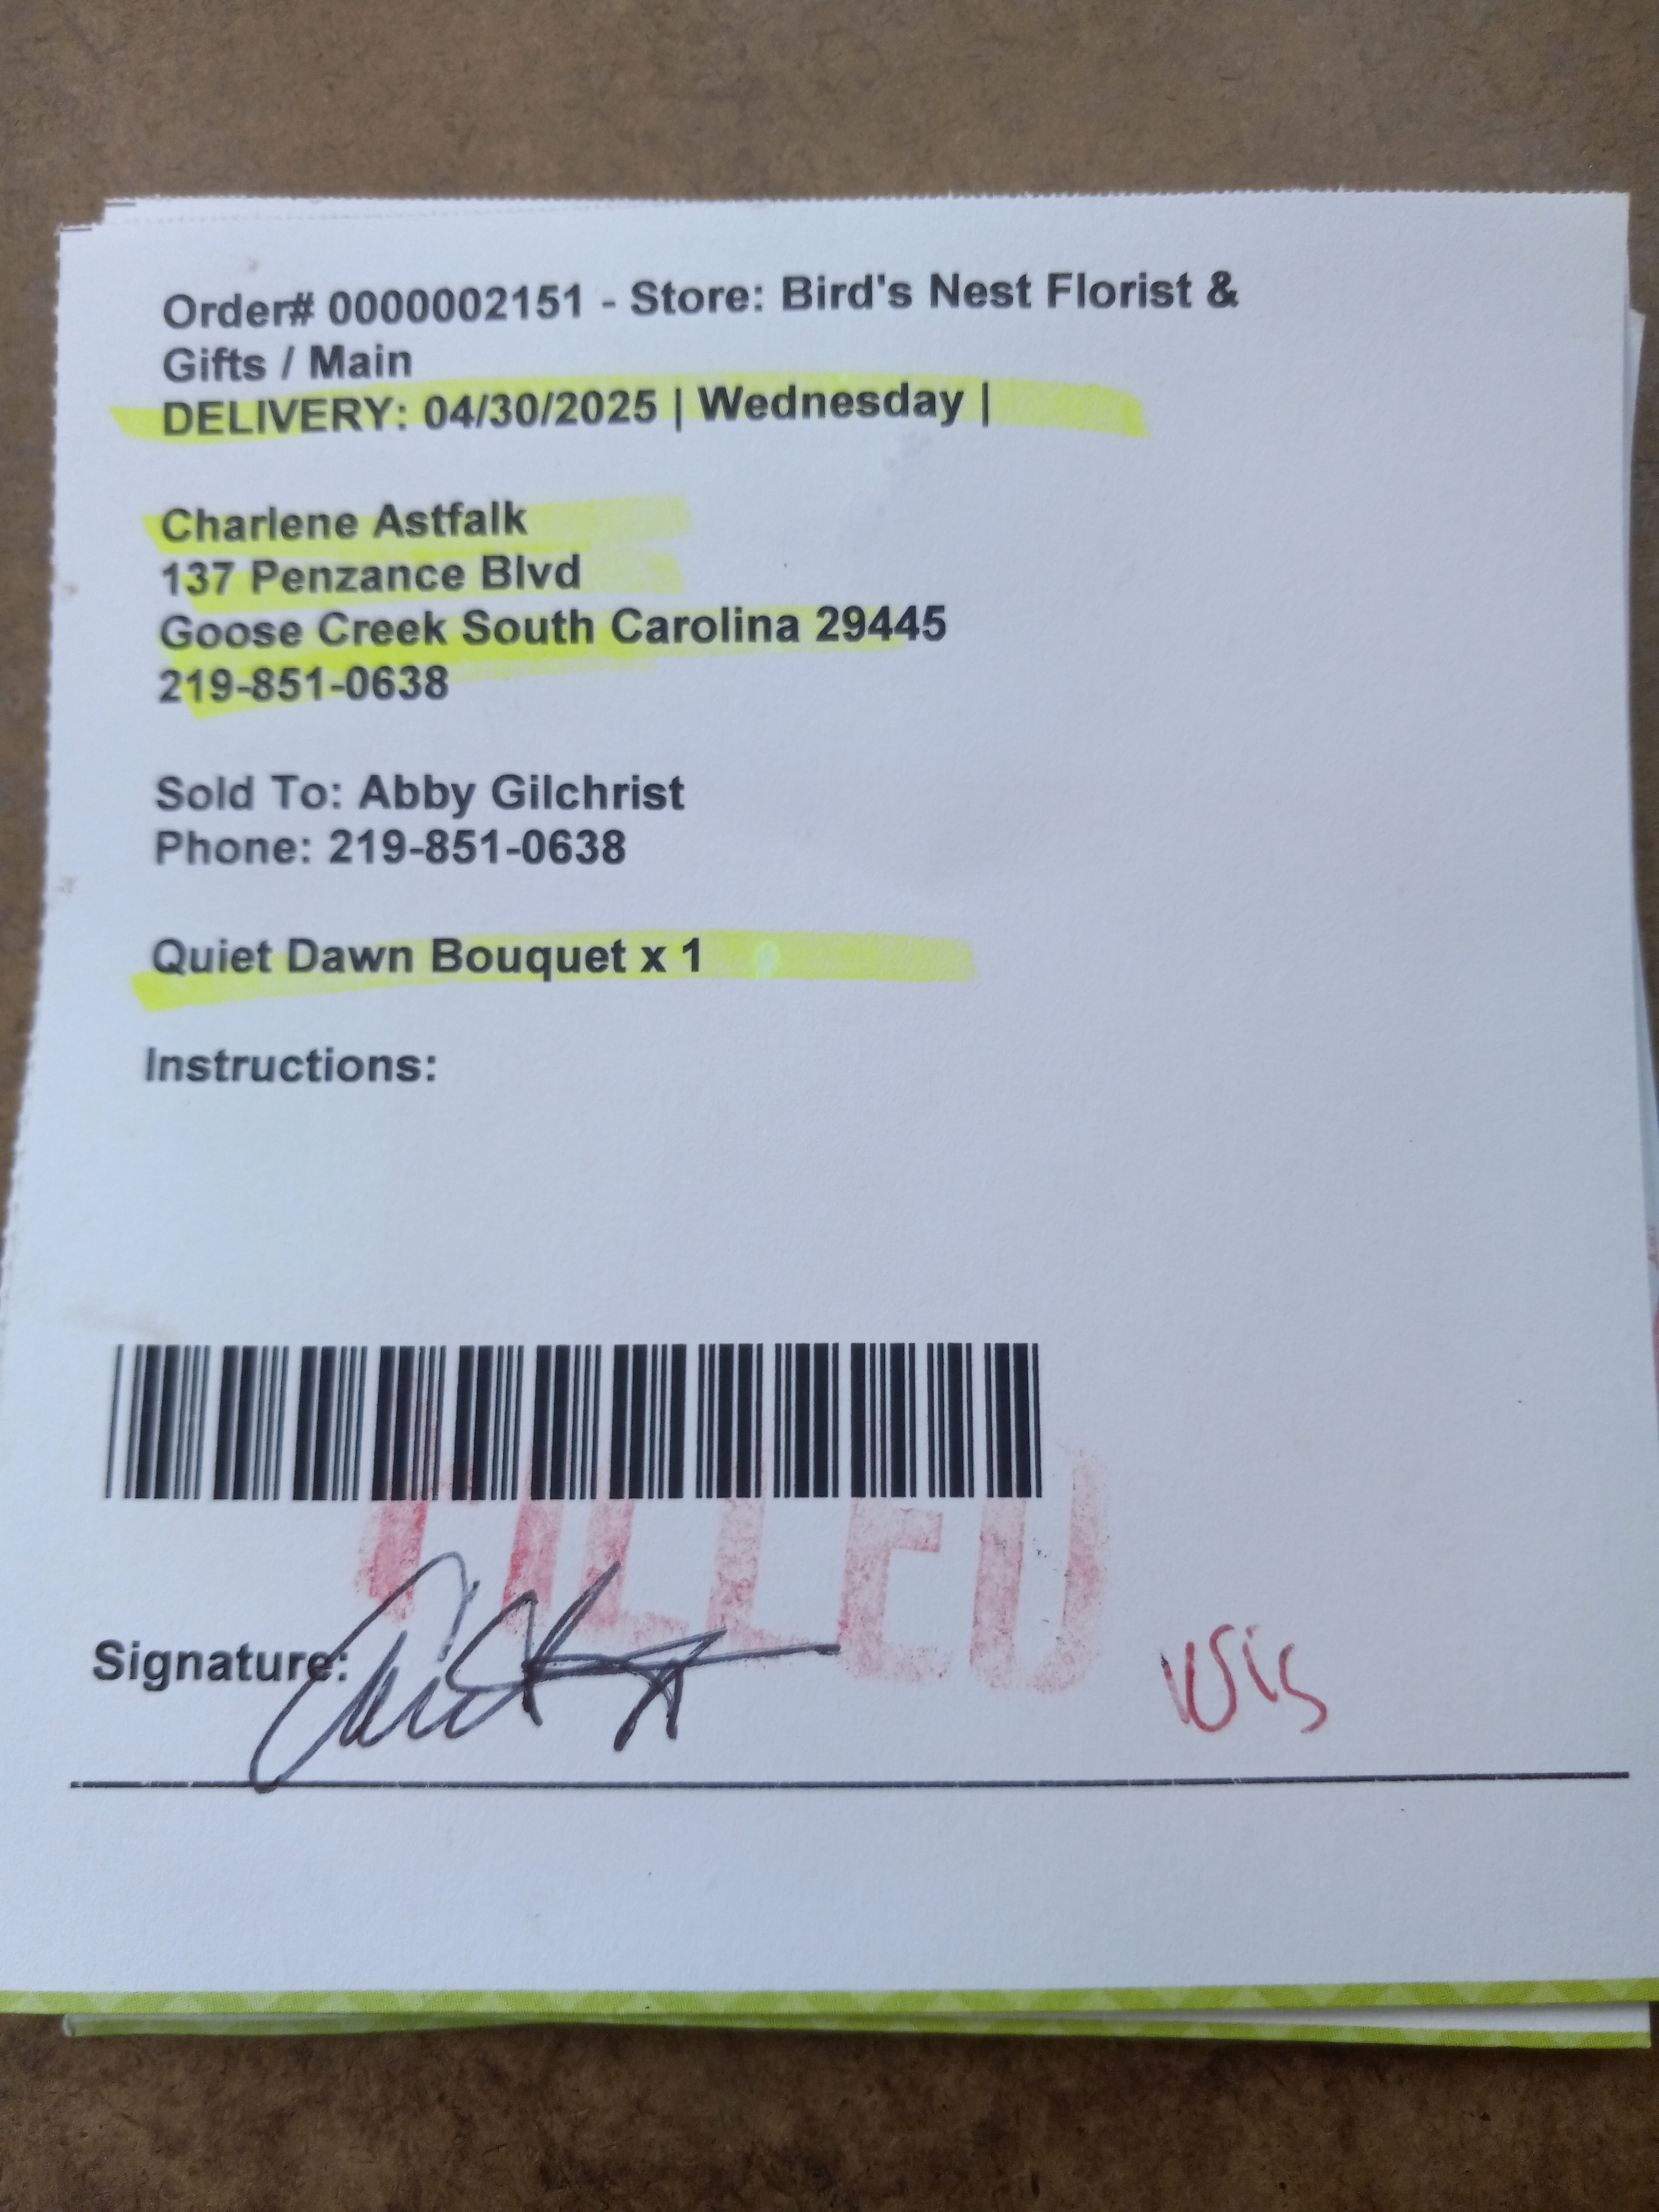 Order# 0000002151 - Store: Bird's Nest Florist &
Gifts / Main
DELIVERY: 04/30/2025 | Wednesday |
Charlene Astfalk
137 Penzance Blvd
Goose Creek South Carolina 29445
219-851-0638
Sold To: Abby Gilchrist
Phone: 219-851-0638
Quiet Dawn Bouquet x 1
Instructions:
FILLED
Signature: